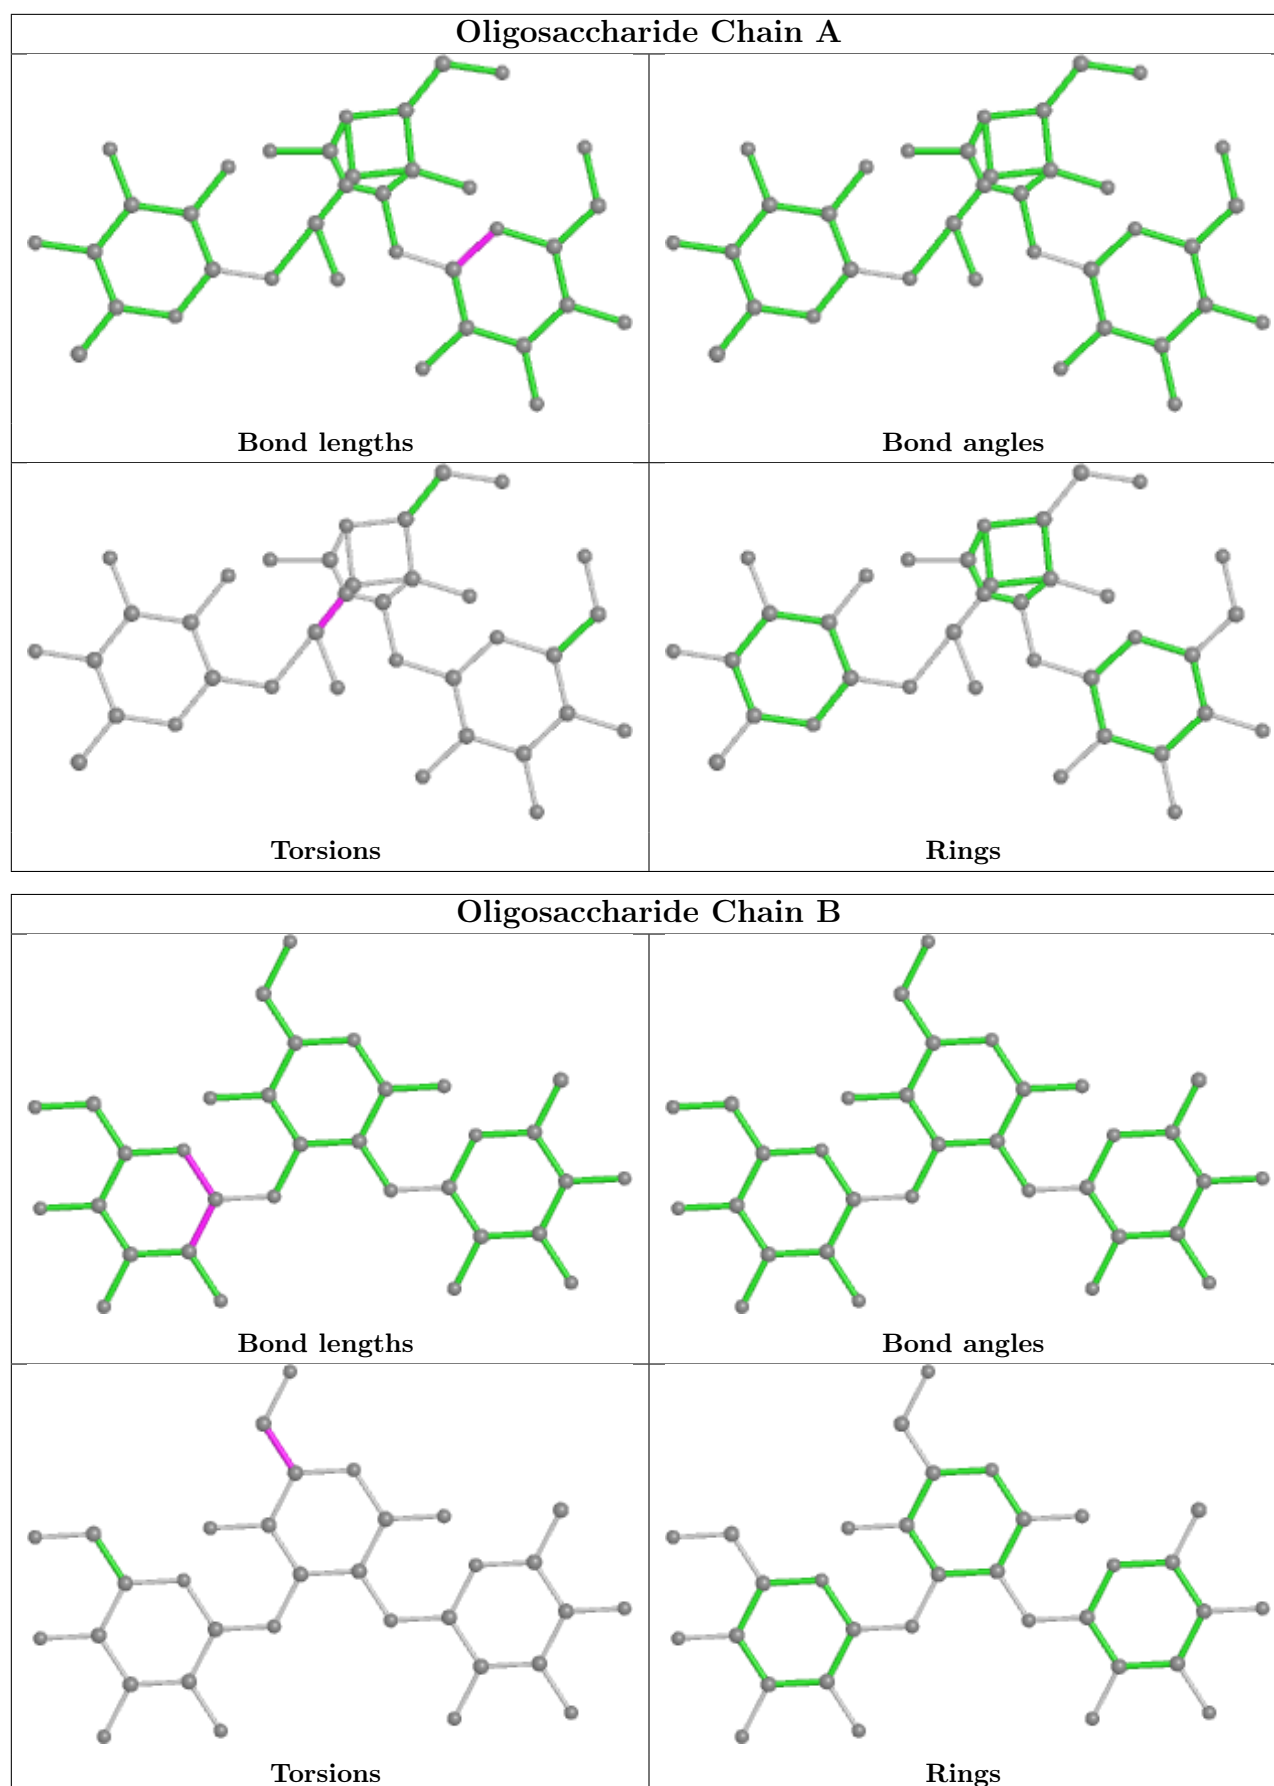 Oligosaccharide Chain A
Bond lengths
Bond angles
Torsions
Rings
Oligosaccharide Chain B
Bond lengths
Bond angles
Torsions
Rings